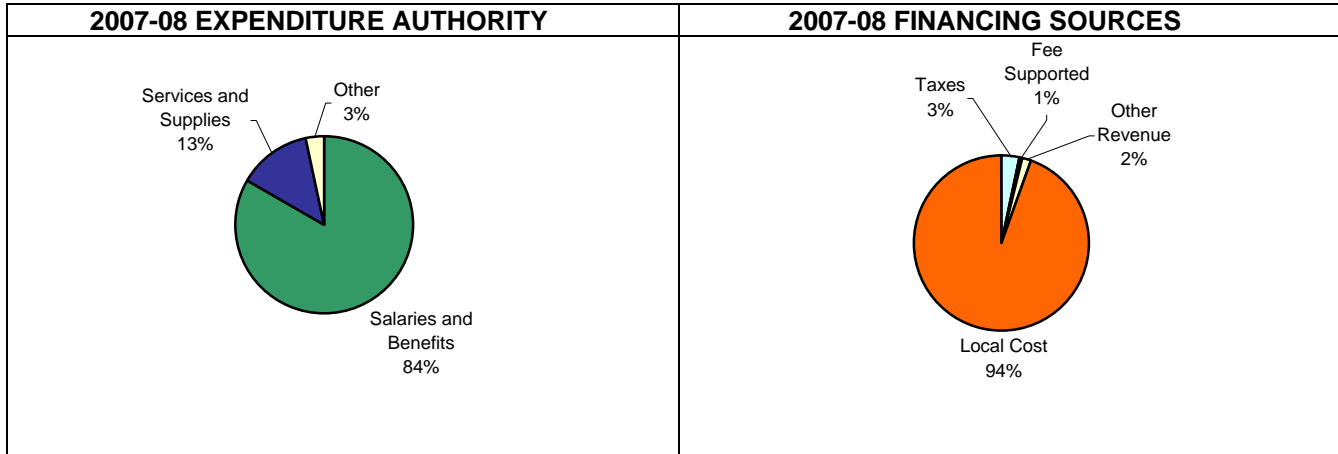 2007-08 EXPENDITURE AUTHORITY
Services and
Supplies
13%
Other
3%
Salaries and
Benefits
84%
2007-08 FINANCING SOURCES
Taxes
3%
Fee
Supported
1%
Other
Revenue
2%
Local Cost
94%